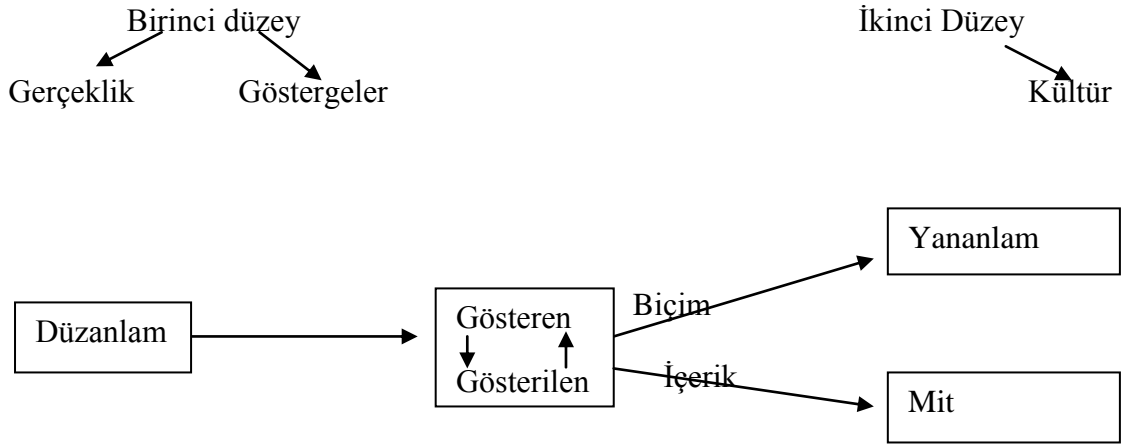 Birinci düzey İkinci Düzey
Gerçeklik Göstergeler Kültür
Yananlam
Biçim
Düzanlam
Gösteren
Gösterilen
İçerik
Mit